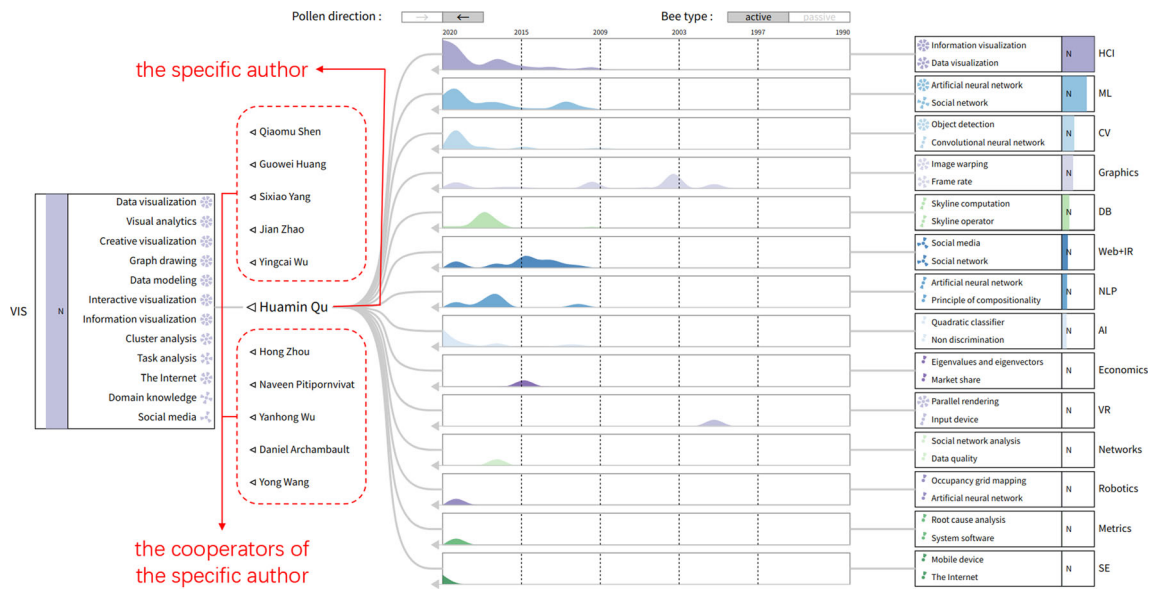 Pollen direction :
→
←
Bee type :
active
passive
2020
2015
2009
2003
1997
1990
the specific author
Qiaomu Shen
Guowei Huang
Sixiao Yang
Jian Zhao
Yingcai Wu
Huamin Qu
Hong Zhou
Naveen Pitipornvivat
Yanhong Wu
Daniel Archambault
Yong Wang
the cooperators of
the specific author
VIS
N
Data visualization
Visual analytics
Creative visualization
Graph drawing
Data modeling
Interactive visualization
Information visualization
Cluster analysis
Task analysis
The Internet
Domain knowledge
Social media
Information visualization
Data visualization
N
HCI
Artificial neural network
Social network
N
ML
Object detection
Convolutional neural network
N
CV
Image warping
Frame rate
N
Graphics
Skyline computation
Skyline operator
N
DB
Social media
Social network
N
Web+IR
Artificial neural network
Principle of compositionality
N
NLP
Quadratic classifier
Non discrimination
N
AI
Eigenvalues and eigenvectors
Market share
N
Economics
Parallel rendering
Input device
N
VR
Social network analysis
Data quality
N
Networks
Occupancy grid mapping
Artificial neural network
N
Robotics
Root cause analysis
System software
N
Metrics
Mobile device
The Internet
N
SE